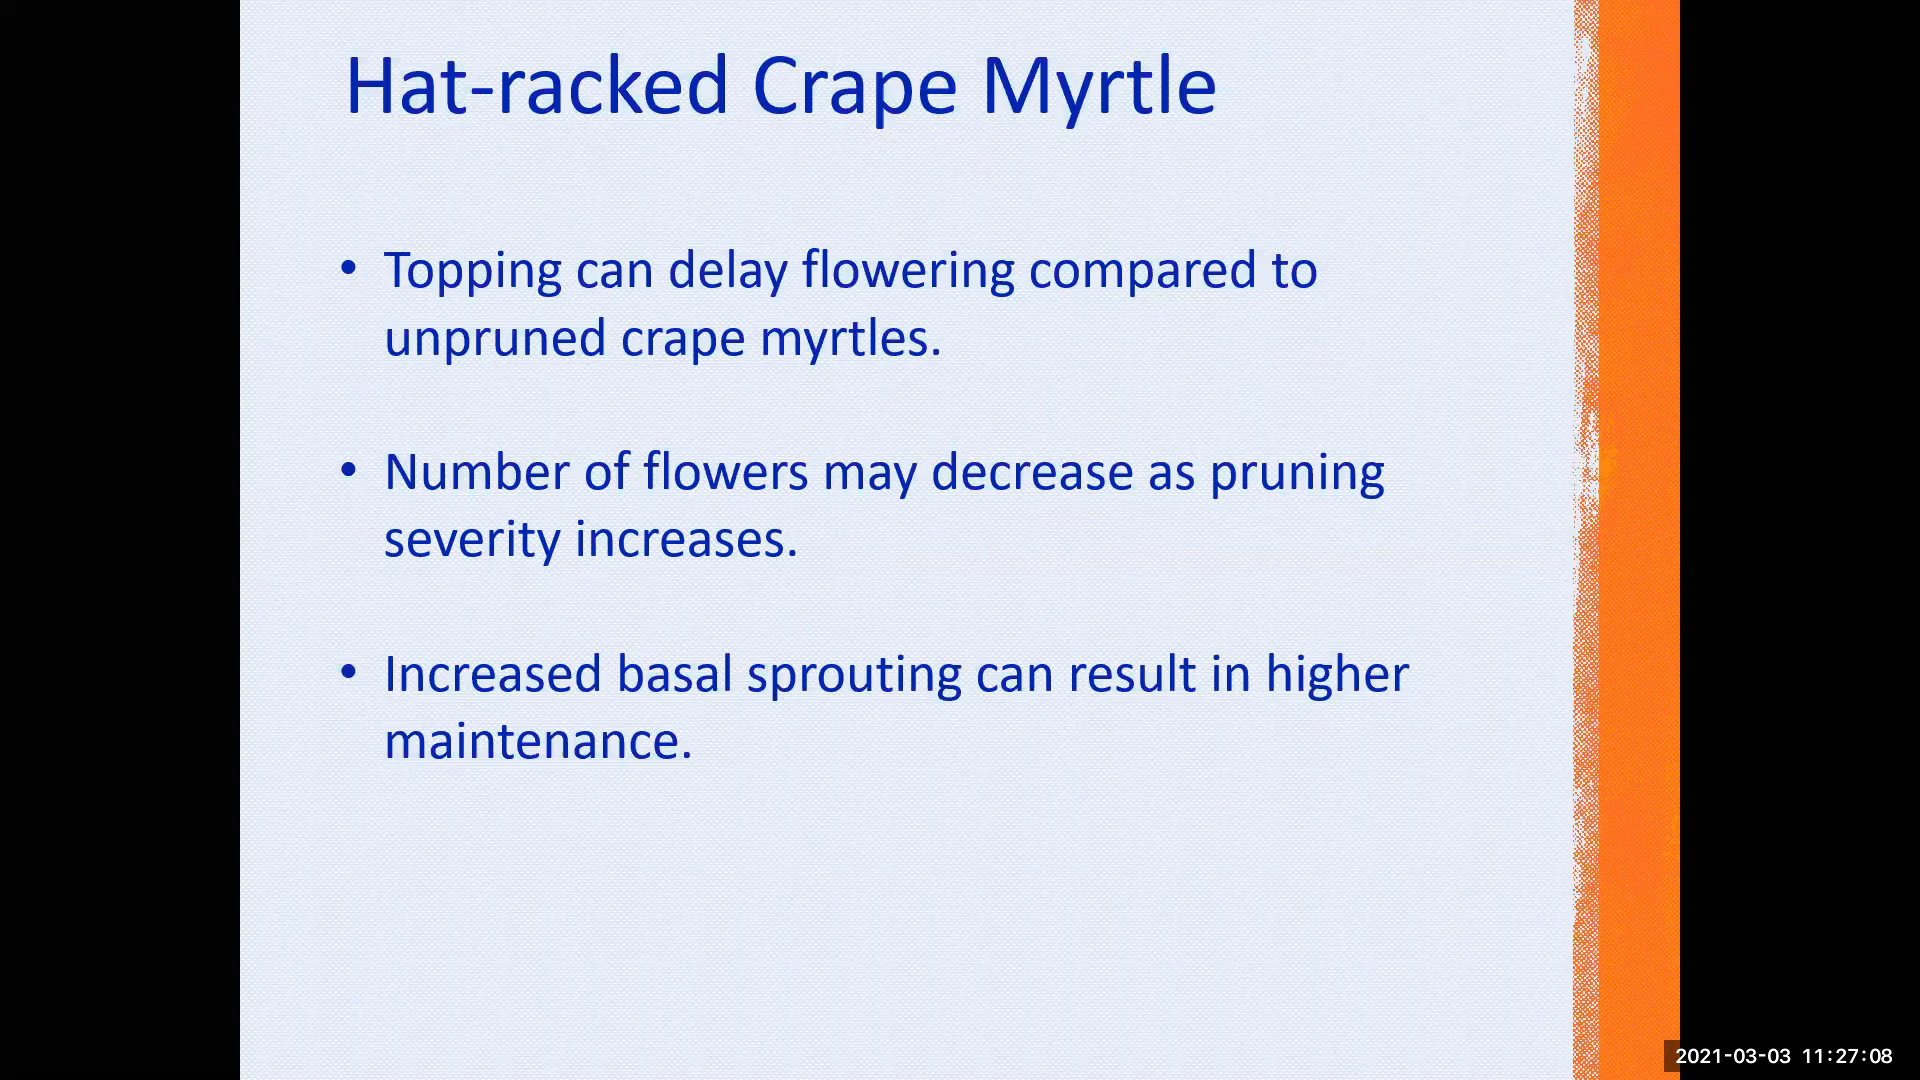 Hat-racked Crape Myrtle
• Topping can delay flowering compared to
unpruned crape myrtles.
• Number of flowers may decrease as pruning
severity increases.
• Increased basal sprouting can result in higher
maintenance.
2021-03-03 11:27:08